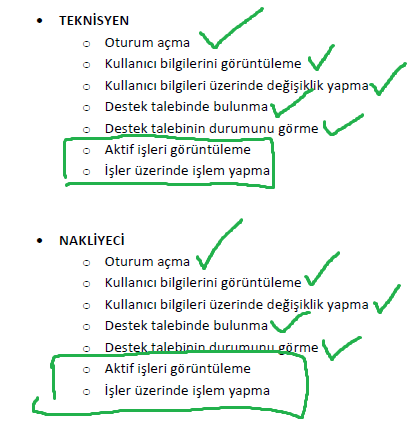 TEKNİSYEN
Oturum açma
Kullanıcı bilgilerini görüntüleme
Kullanıcı bilgileri üzerinde değişiklik yapma
Destek talebinde bulunma
Destek talebinin durumunu görme
Aktif işleri görüntüleme
İşler üzerinde işlem yapma
NAKLİYECİ
Oturum açma
Kullanıcı bilgilerini görüntüleme
Kullanıcı bilgileri üzerinde değişiklik yapma
Destek talebinde bulunma
Destek talebinin durumunu görme
Aktif işleri görüntüleme
İşler üzerinde işlem yapma